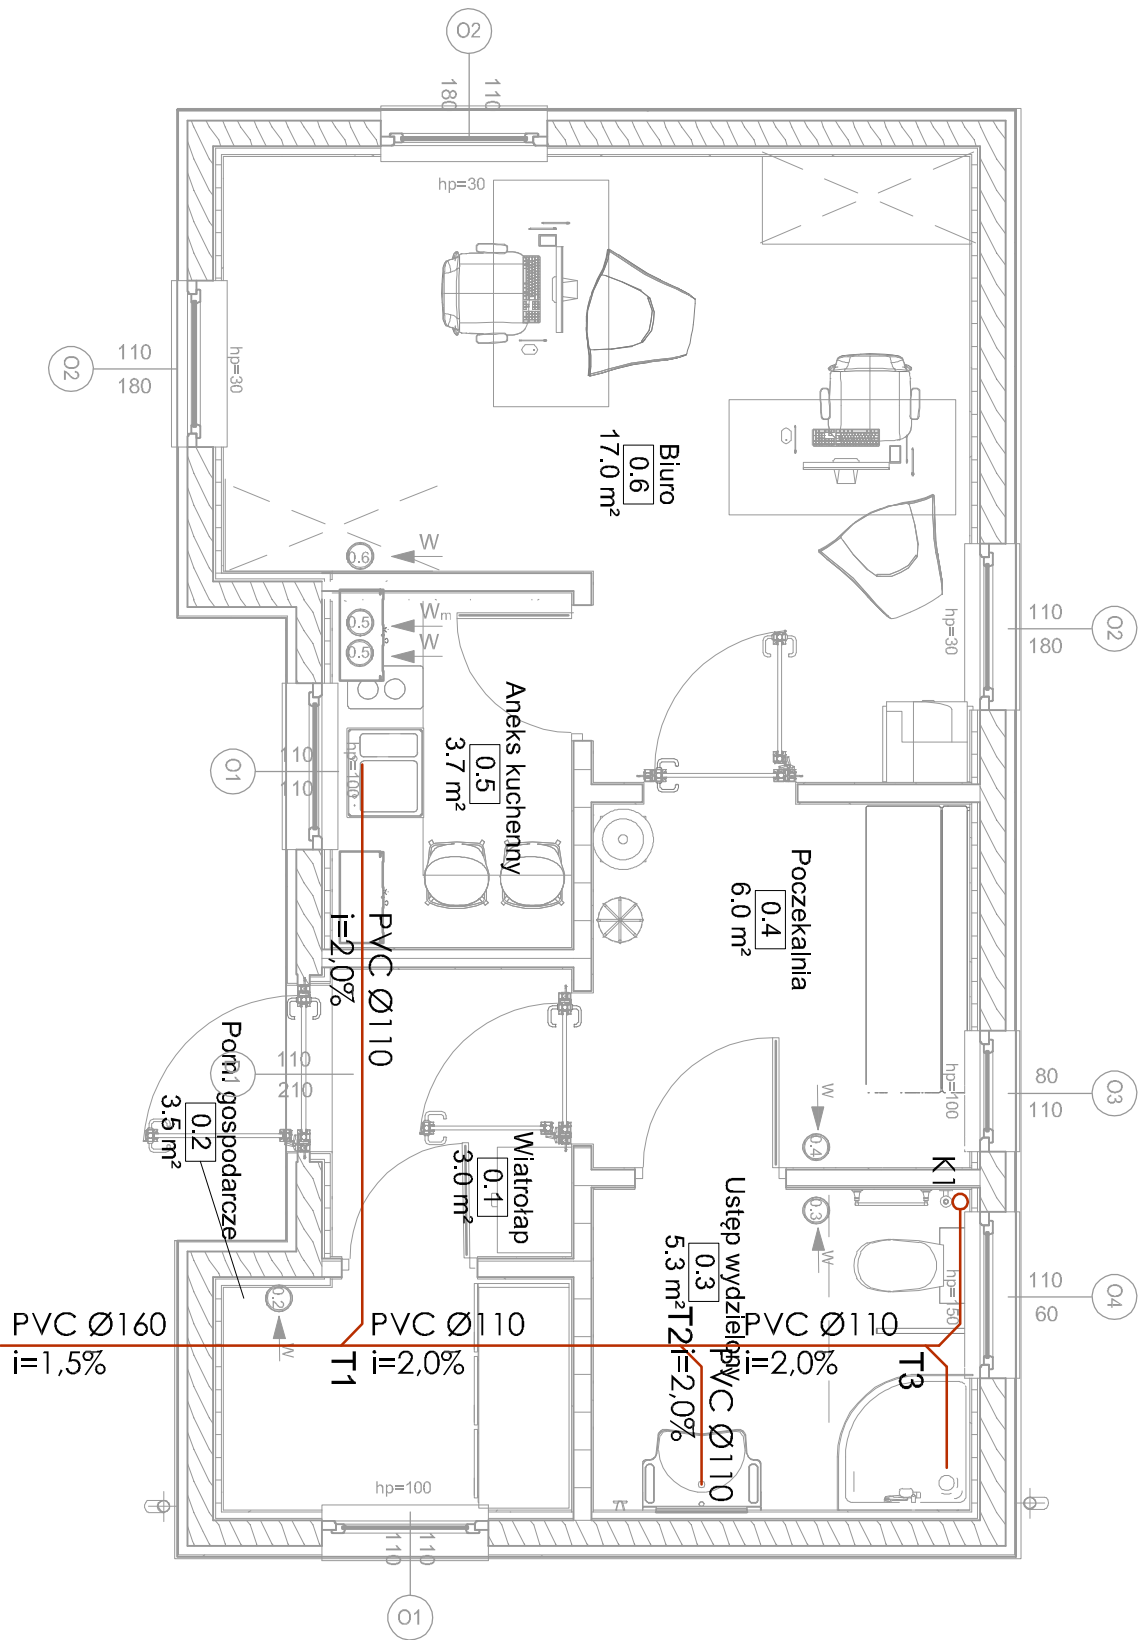 O2
180
110
hp=30
110
180
O2
hp=30
Biuro
0.6
17.0 m²
0.6
W
0.5
Wm
0.5
W
hp=30
110
180
O2
Aneks kuchenny
0.5
3.7 m²
O1
110
110
hp=100
Poczekalnia
0.4
6.0 m²
PVC Ø110
i=2,0%
Pom. gospodarcze
0.2
3.5 m²
110
210
Wiatrołap
0.1
3.0 m²
W
0.4
hp=100
80
110
O3
K1
0.3
W
Ustęp wydzielony
0.3
5.3 m²
hp=150
110
60
O4
0.2
W
PVC Ø160
i=1,5%
T1
PVC Ø110
i=2,0%
T2
PVC Ø110
i=2,0%
PVC Ø110
i=2,0%
T3
hp=100
110
110
O1